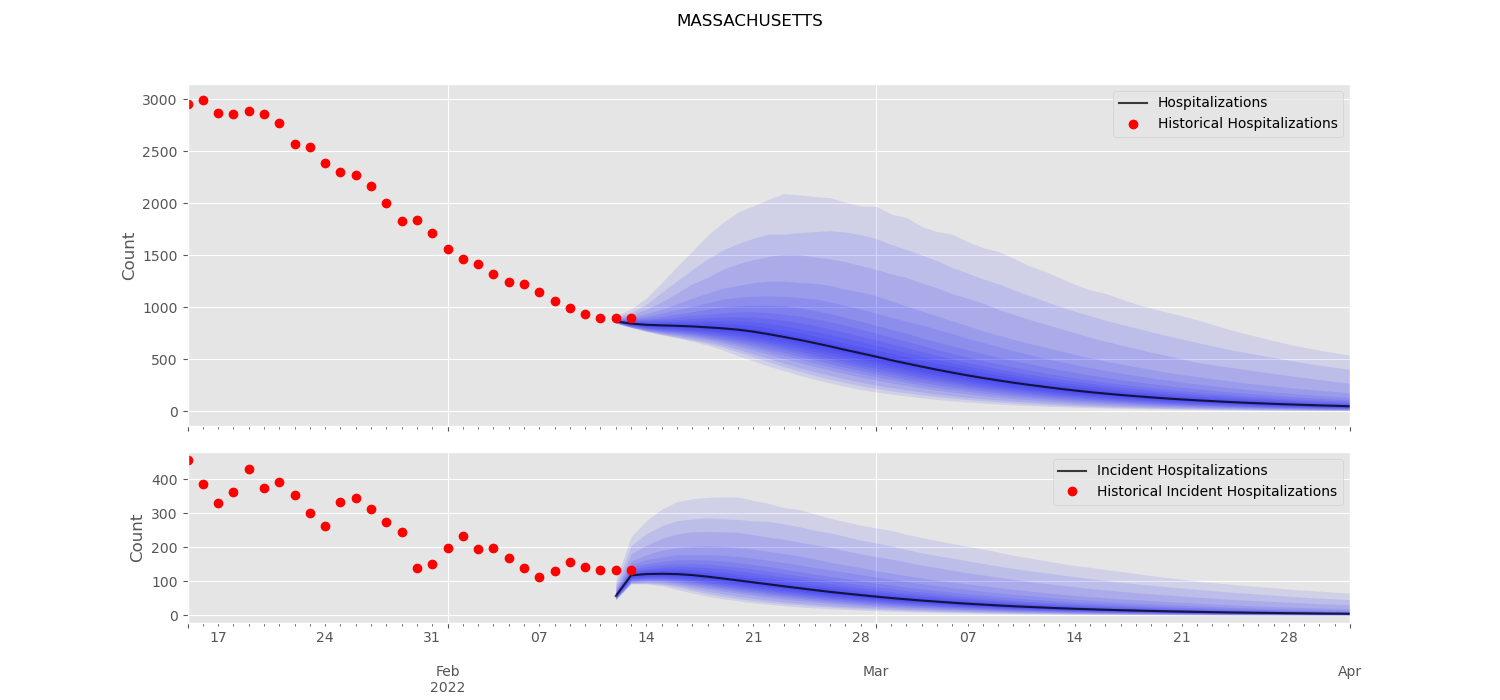 MASSACHUSETTS
3000
2500
2000
1500
1000
500
0
Count
Hospitalizations
Historical Hospitalizations
400
300
200
100
0
Count
Incident Hospitalizations
Historical Incident Hospitalizations
17 24 31 07 14 21 28 07 14 21 28
Feb Mar Apr
2022